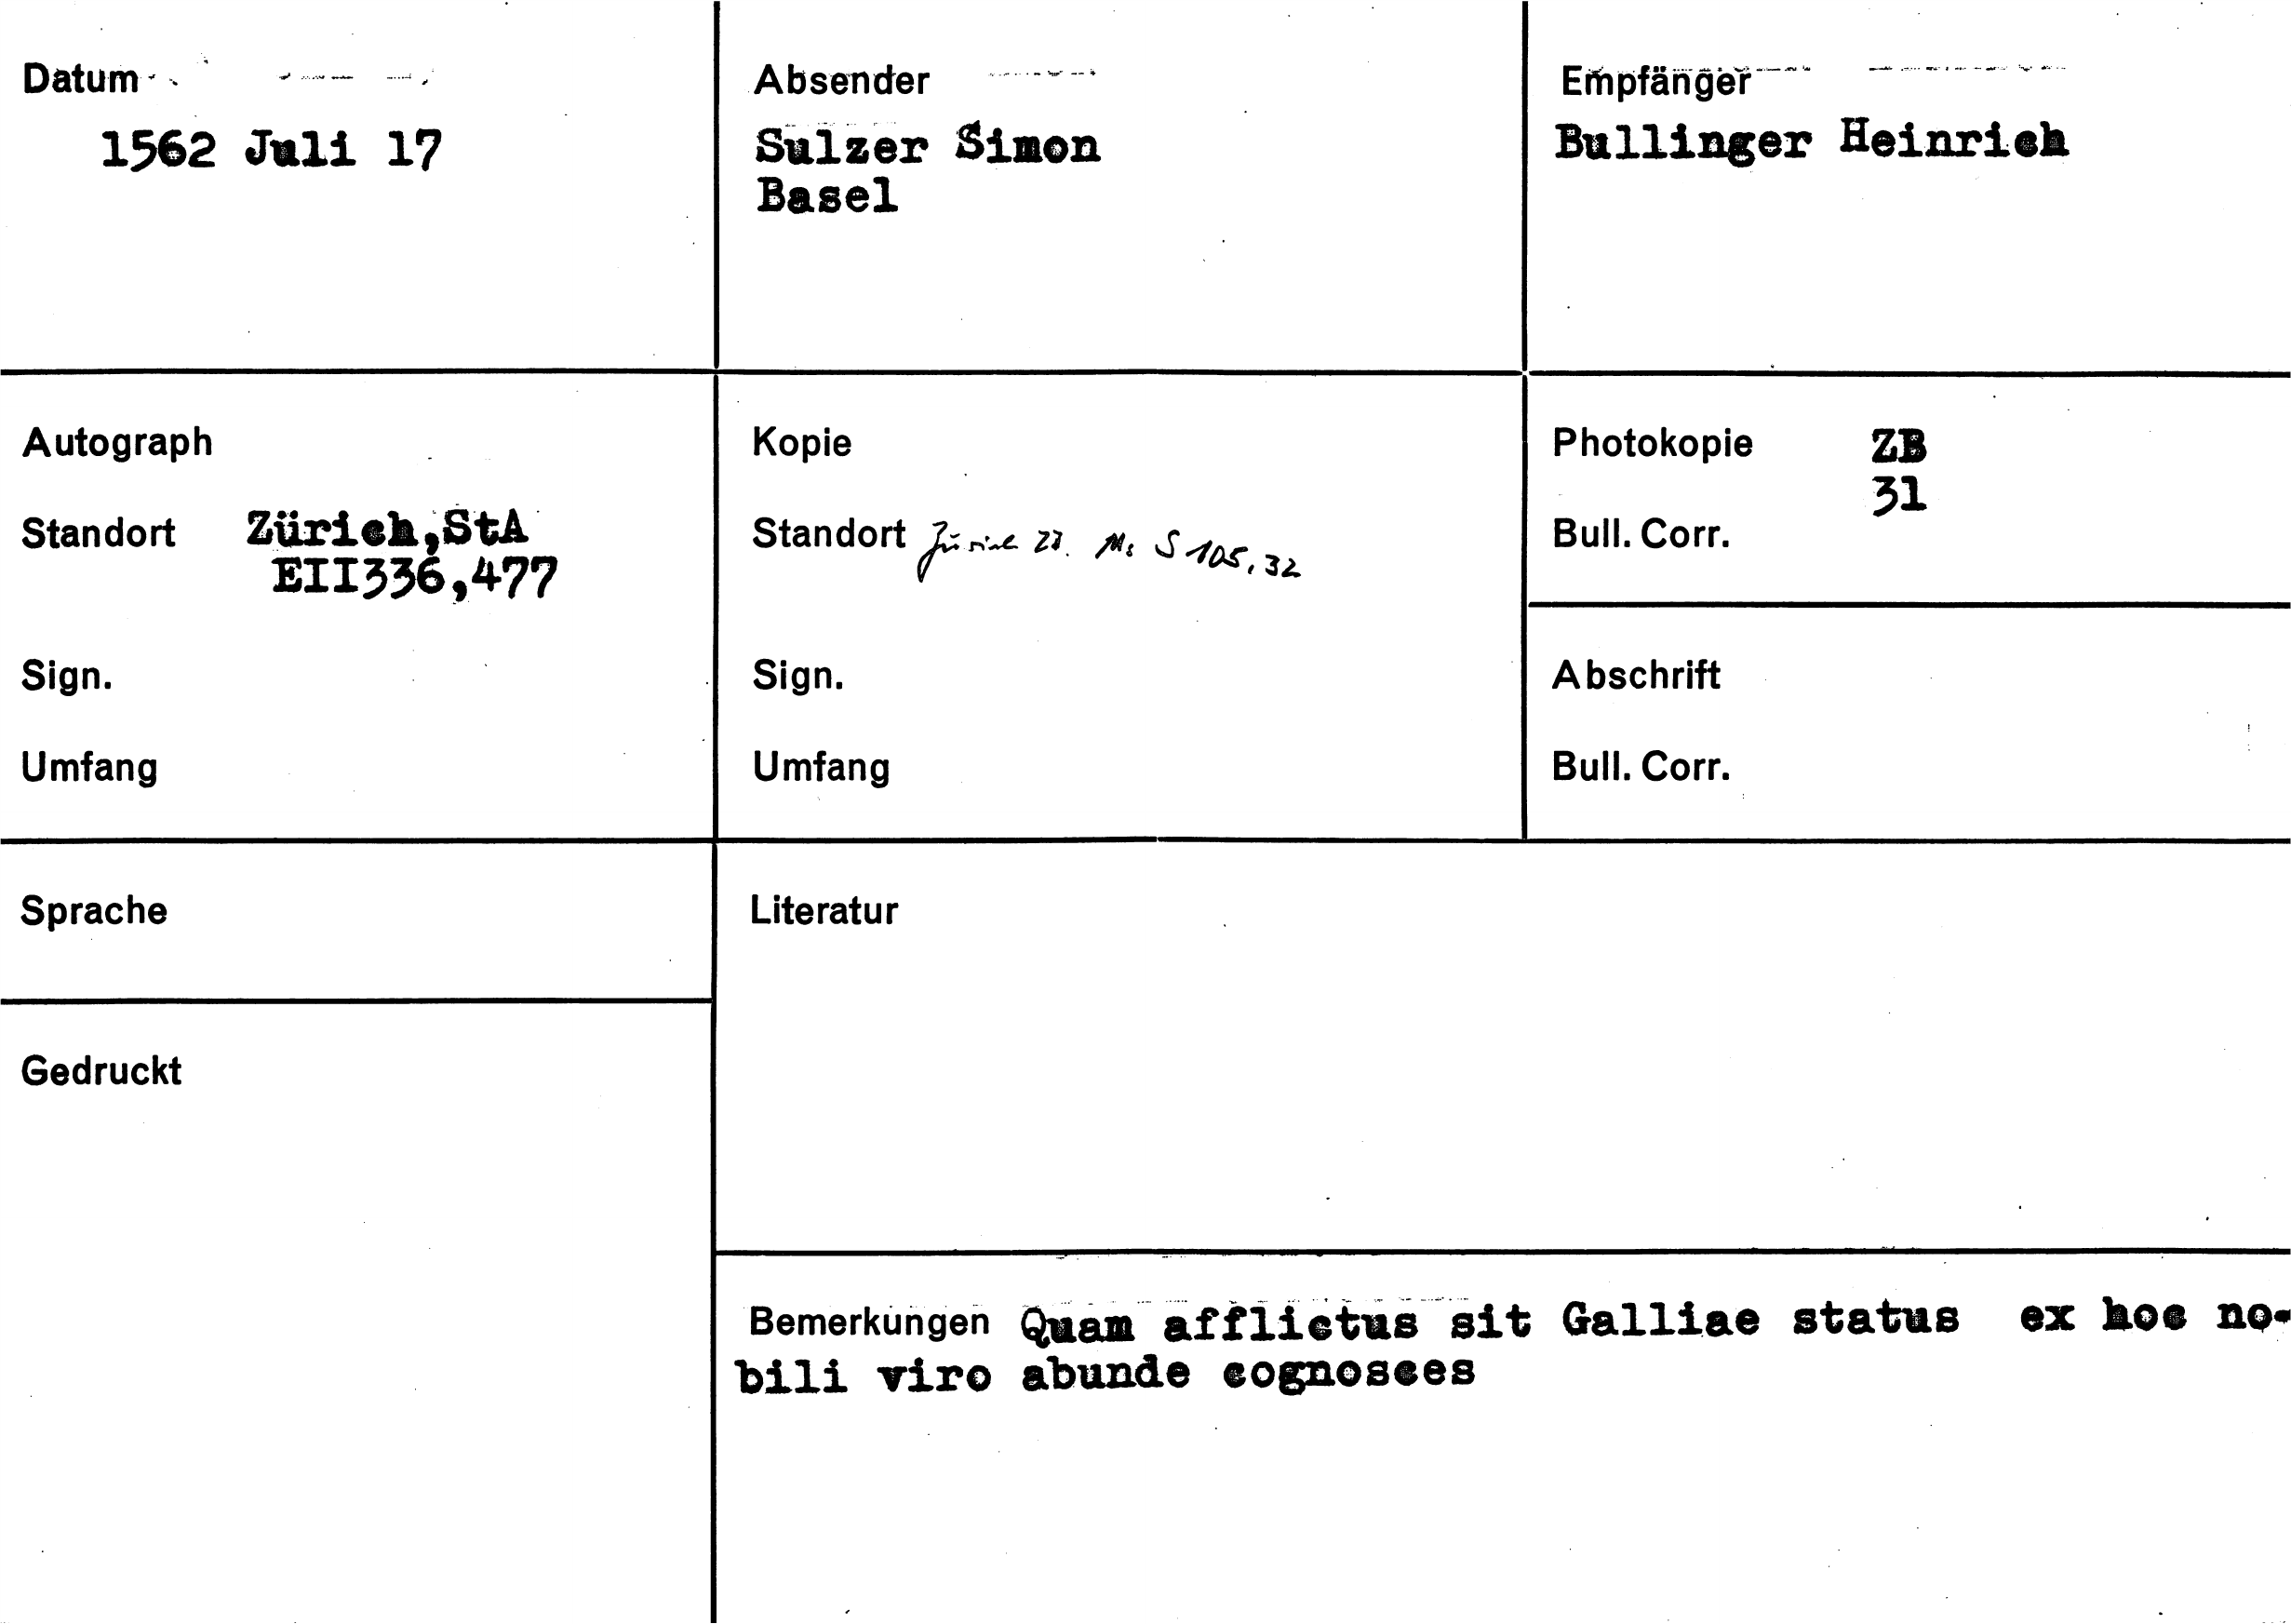 Datum
1562 Juli 17
Absender
Sulzer Simon
Basel
Empfänger
Bullinger Heinrich
Autograph
Standort Zürich,StA
EII336,477
Sign.
Umfang
Kopie
Standort Zürich ZB. Ms S 105, 32
Sign.
Umfang
Photokopie ZB
31
Bull. Corr.
Abschrift
Bull. Corr.
Sprache
Gedruckt
Literatur
Bemerkungen Quam afflictus sit Galliae status ex hoc no-
bili viro abunde cognosces